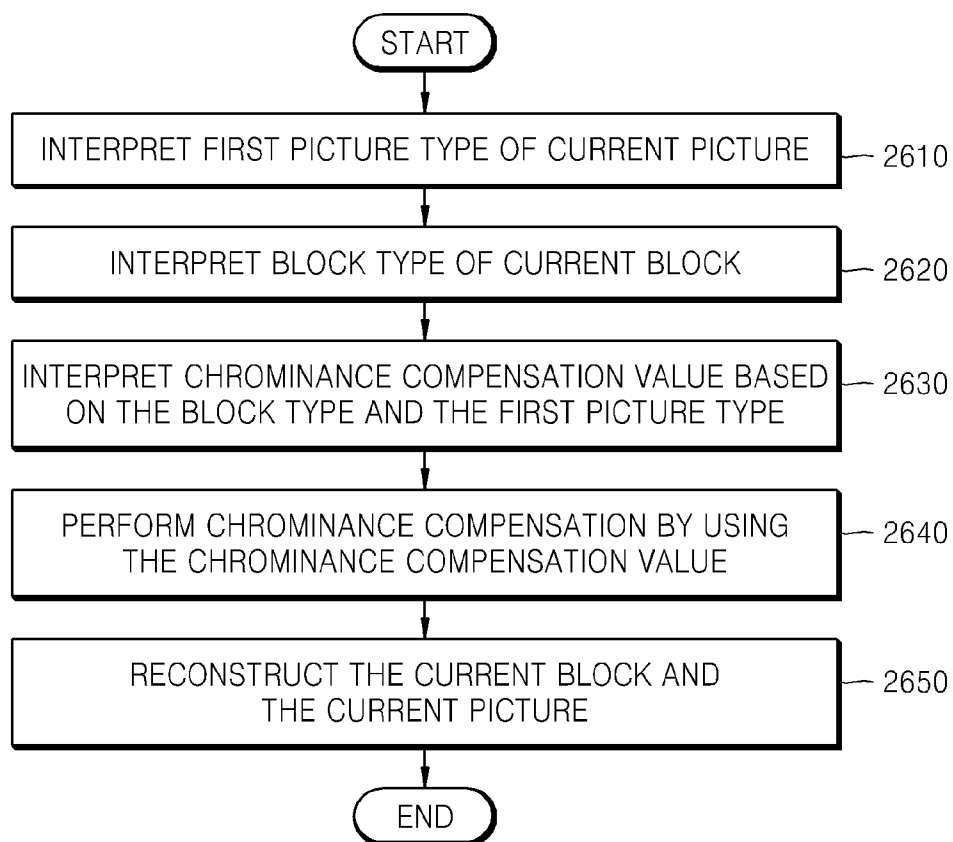 START
INTERPRET FIRST PICTURE TYPE OF CURRENT PICTURE
2610
INTERPRET BLOCK TYPE OF CURRENT BLOCK
2620
INTERPRET CHROMINANCE COMPENSATION VALUE BASED
ON THE BLOCK TYPE AND THE FIRST PICTURE TYPE
2630
PERFORM CHROMINANCE COMPENSATION BY USING
THE CHROMINANCE COMPENSATION VALUE
2640
RECONSTRUCT THE CURRENT BLOCK AND
THE CURRENT PICTURE
2650
END